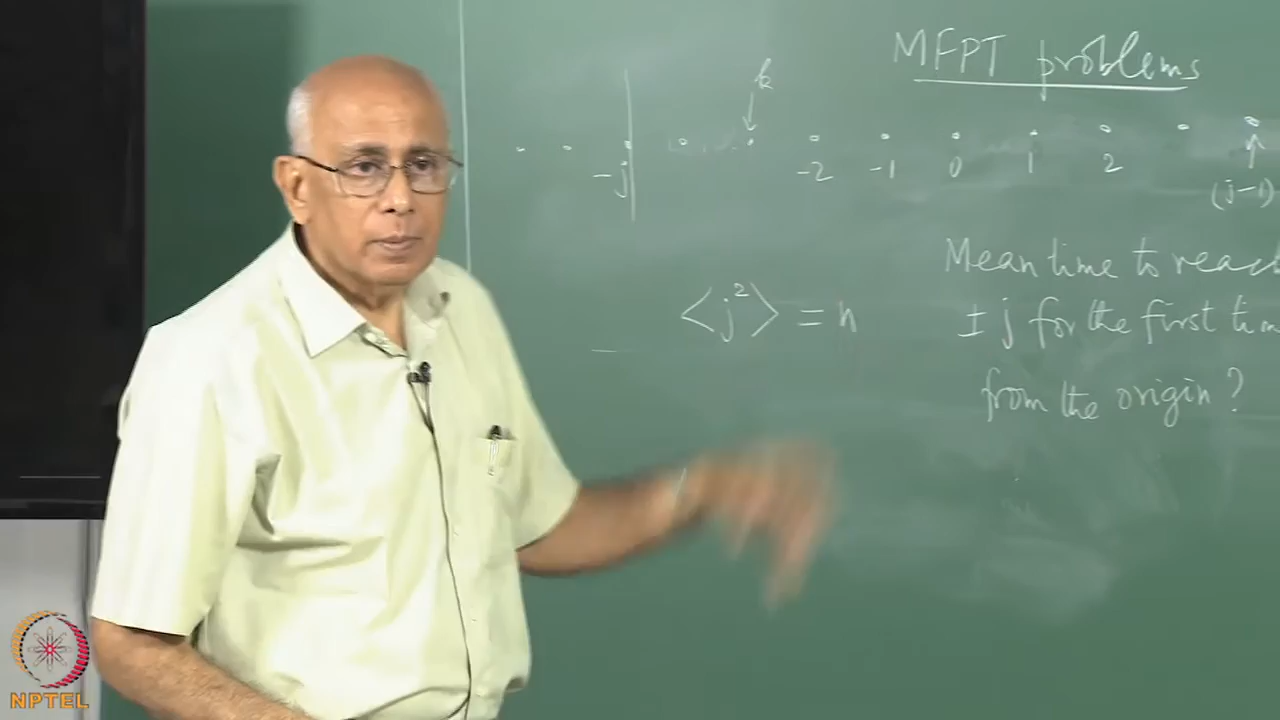 MFPT problems
k
-j -2 -1 0 1 2 (j-1)
Mean time to reach
<j²> = n ± j for the first
from the origin?
NPTEL